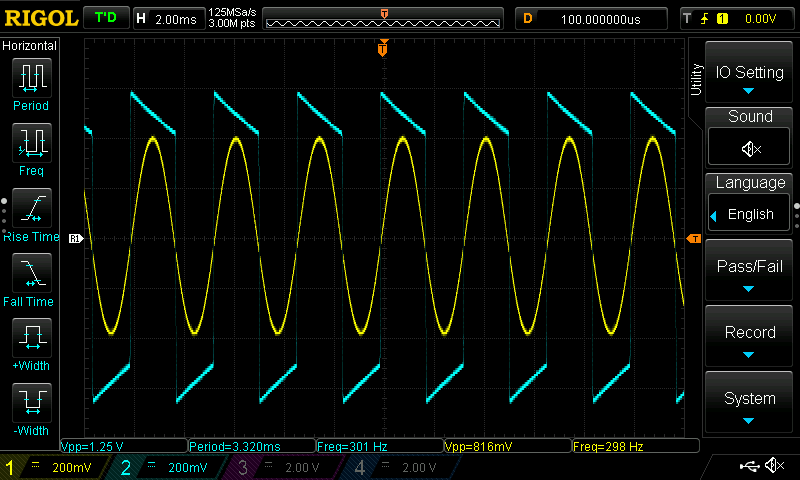 RIGOL T'D H 2.00ms 125MSa/s D 100.000000us T 1 0.00V
3.00M pts
T
Horizontal
Period
Freq
Rise Time
Fall Time
+Width
-Width
T
R1
T
Utility
IO Setting
Sound
Language
English
Pass/Fail
Record
System
Vpp=1.25 V Period=3.320ms Freq=301 Hz Vpp=816mV Freq=298 Hz
1 200mV 2 200mV 3 2.00 V 4 2.00 V